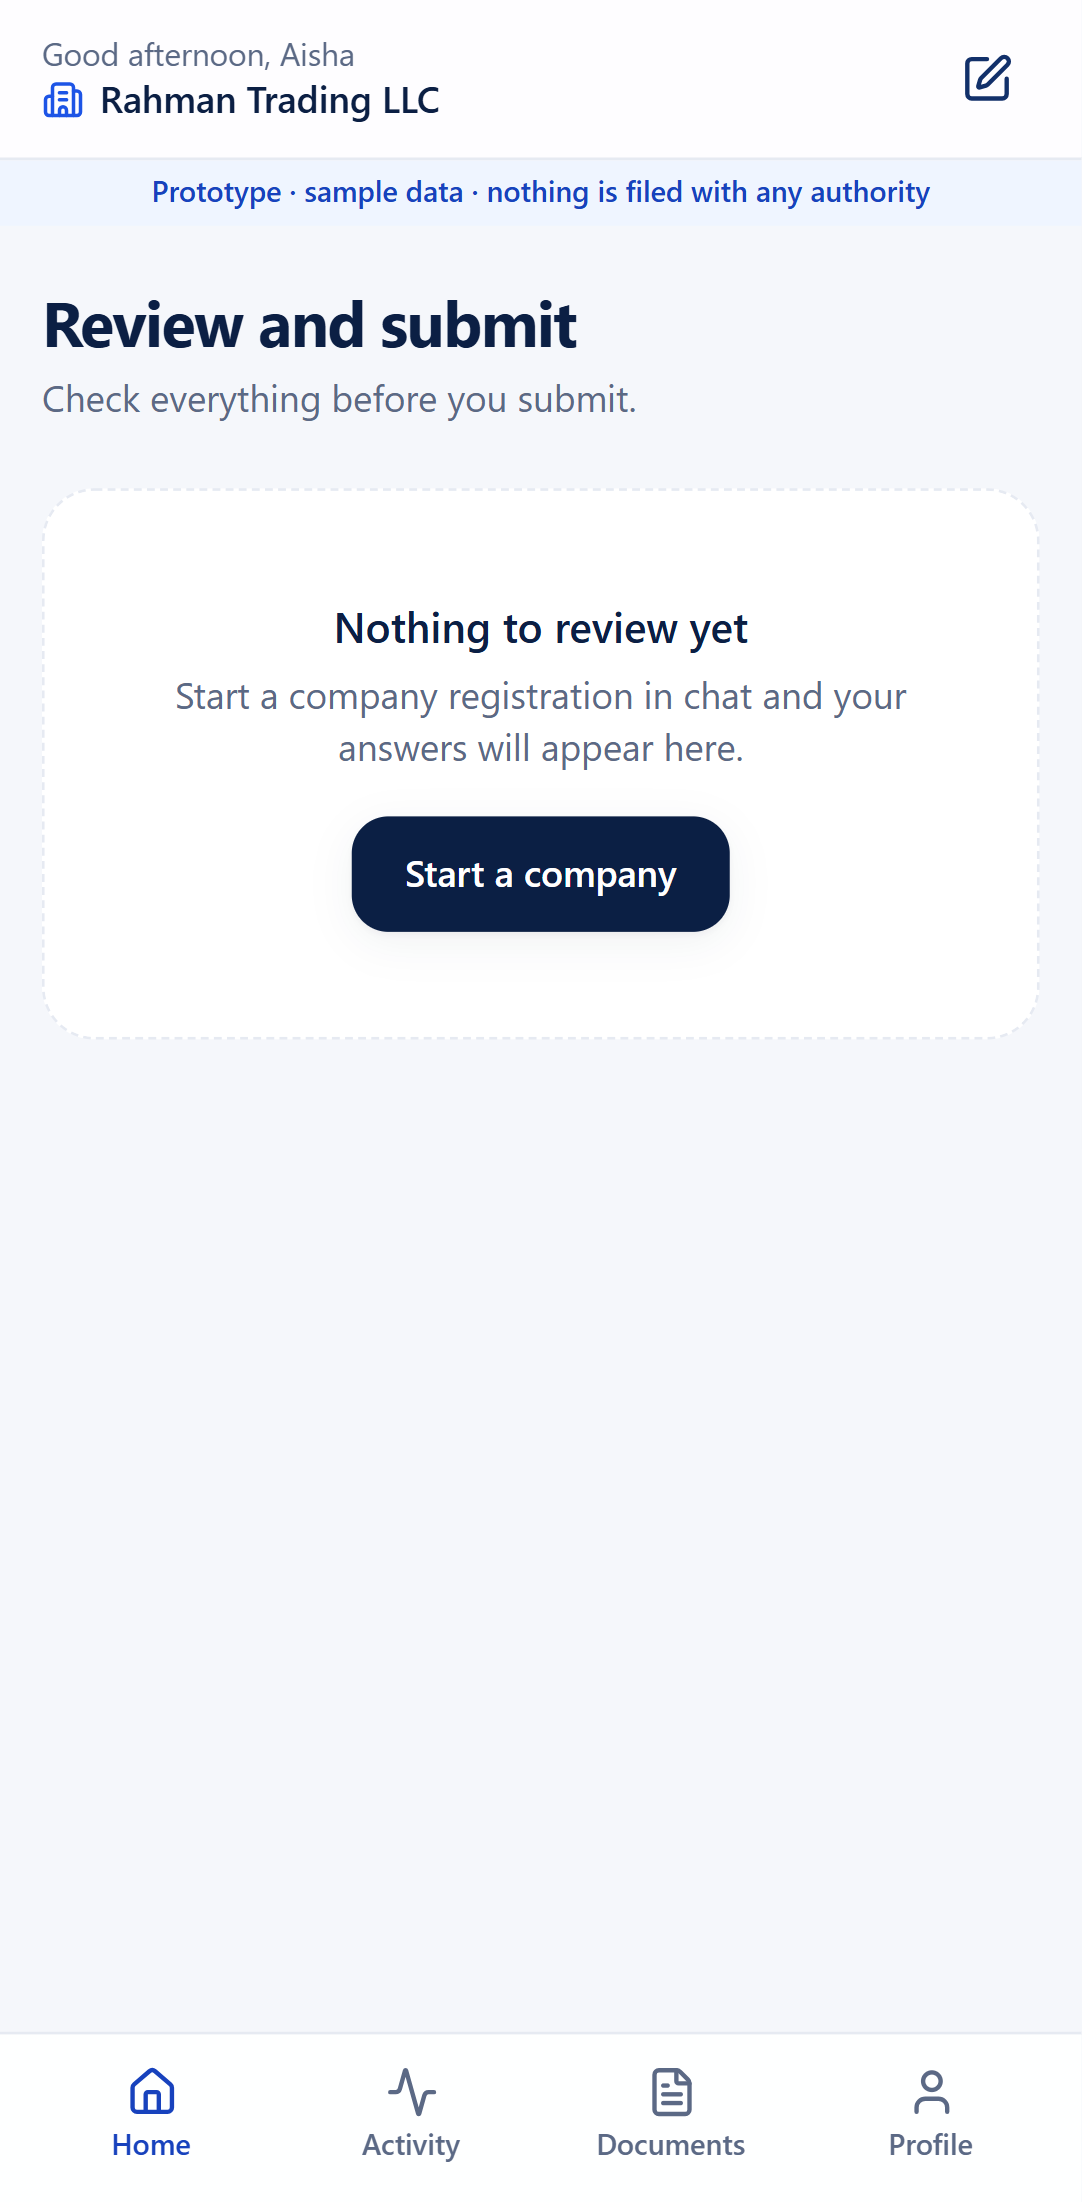 Good afternoon, Aisha
Rahman Trading LLC
Prototype · sample data · nothing is filed with any authority
Review and submit
Check everything before you submit.
Nothing to review yet
Start a company registration in chat and your
answers will appear here.
Start a company
Home
Activity
Documents
Profile